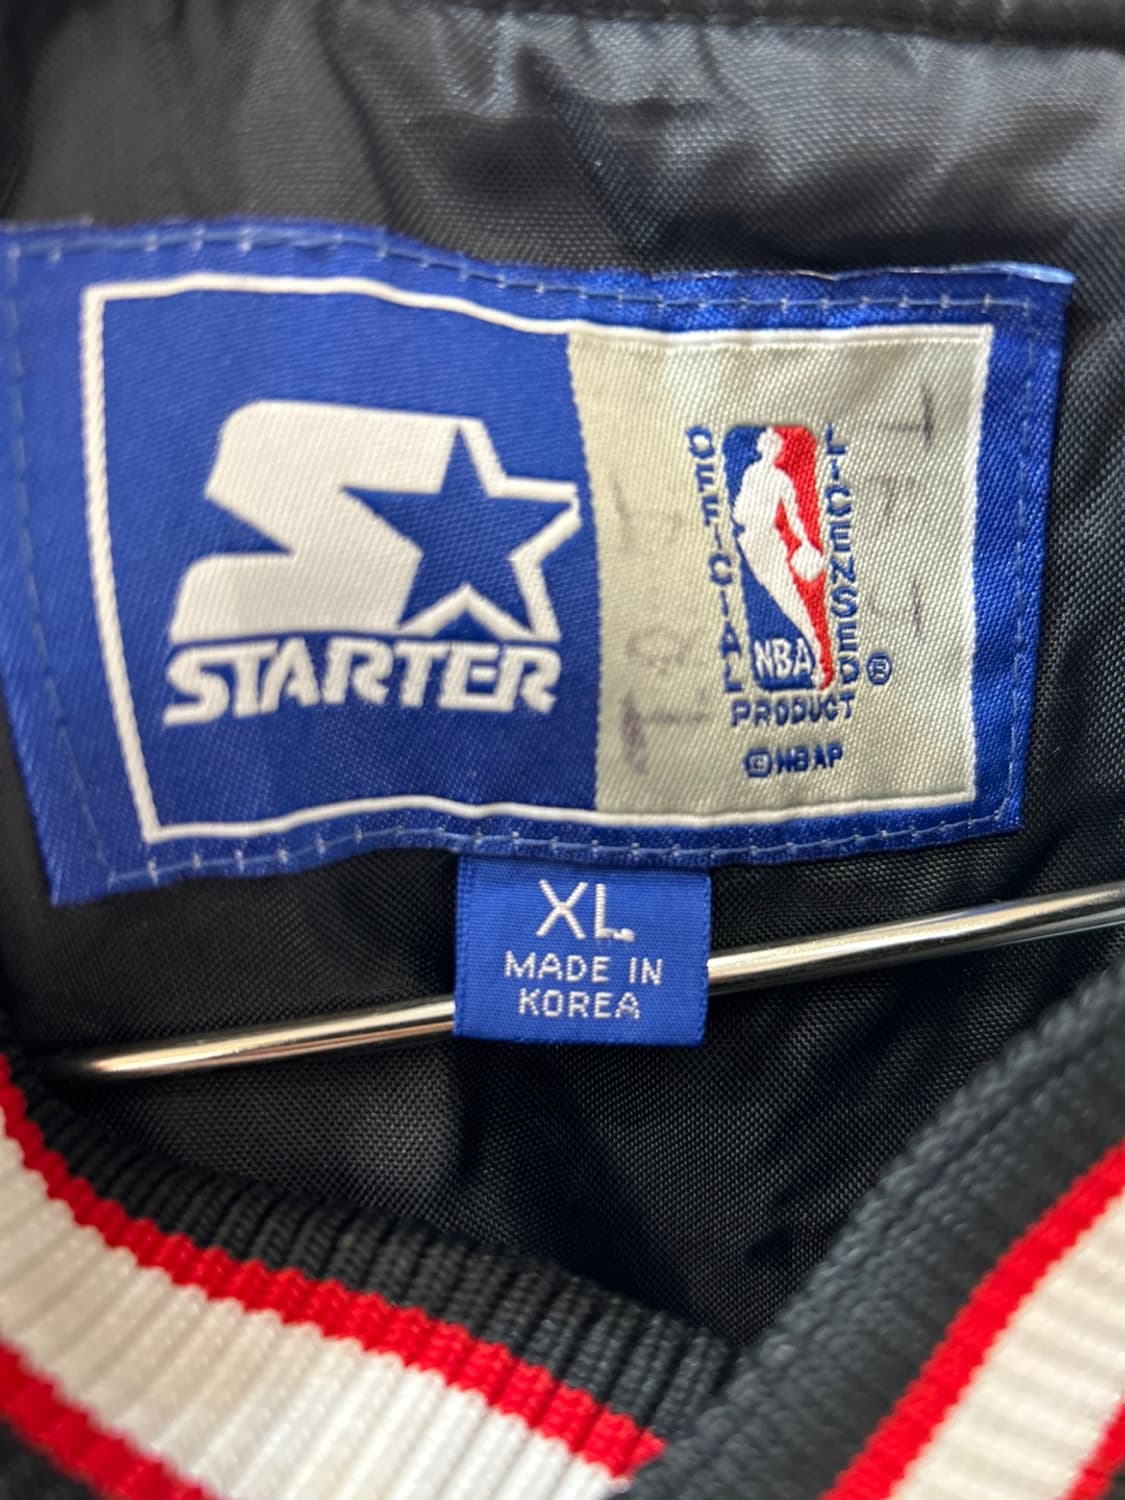 STARTER
OFFICIAL
LICENSED
NBA
®
PRODUCT
© NBAP
XL
MADE IN
KOREA